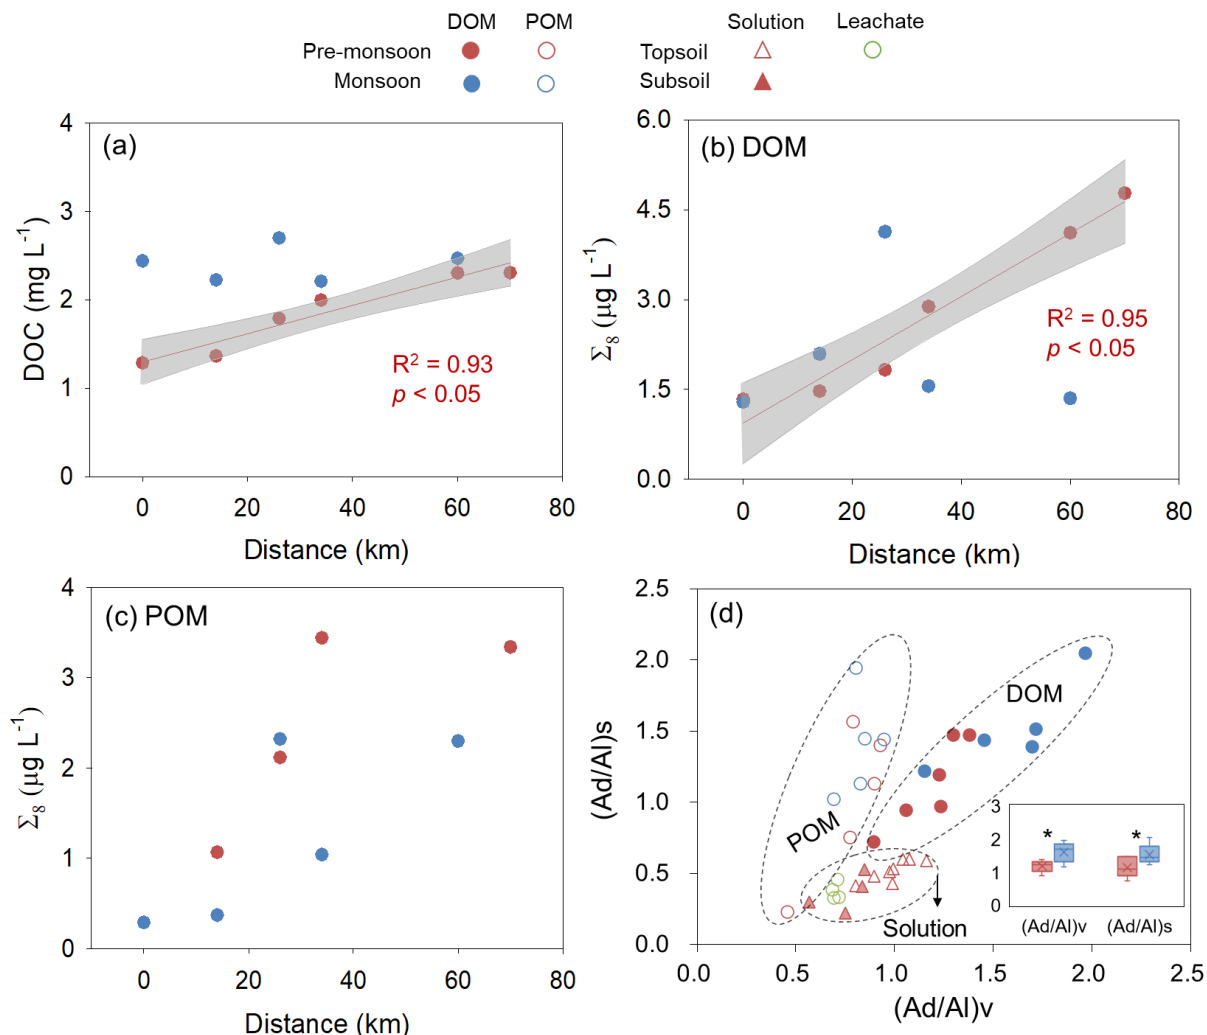 DOM POM Solution Leachate
Pre-monsoon Topsoil
Monsoon Subsoil
(a)
4
3
2
1
0
DOC (mg L⁻¹)
R² = 0.93
p < 0.05
0 20 40 60 80
Distance (km)
(b) DOM
6.0
4.5
3.0
1.5
0.0
Σ₈ (μg L⁻¹)
R² = 0.95
p < 0.05
0 20 40 60 80
Distance (km)
(c) POM
4
3
2
1
0
Σ₈ (μg L⁻¹)
0 20 40 60 80
Distance (km)
(d)
2.5
2.0
1.5
1.0
0.5
0.0
(Ad/Al)s
DOM
POM
Solution
3
2
1
0
* *
(Ad/Al)v (Ad/Al)s
0.0 0.5 1.0 1.5 2.0 2.5
(Ad/Al)v